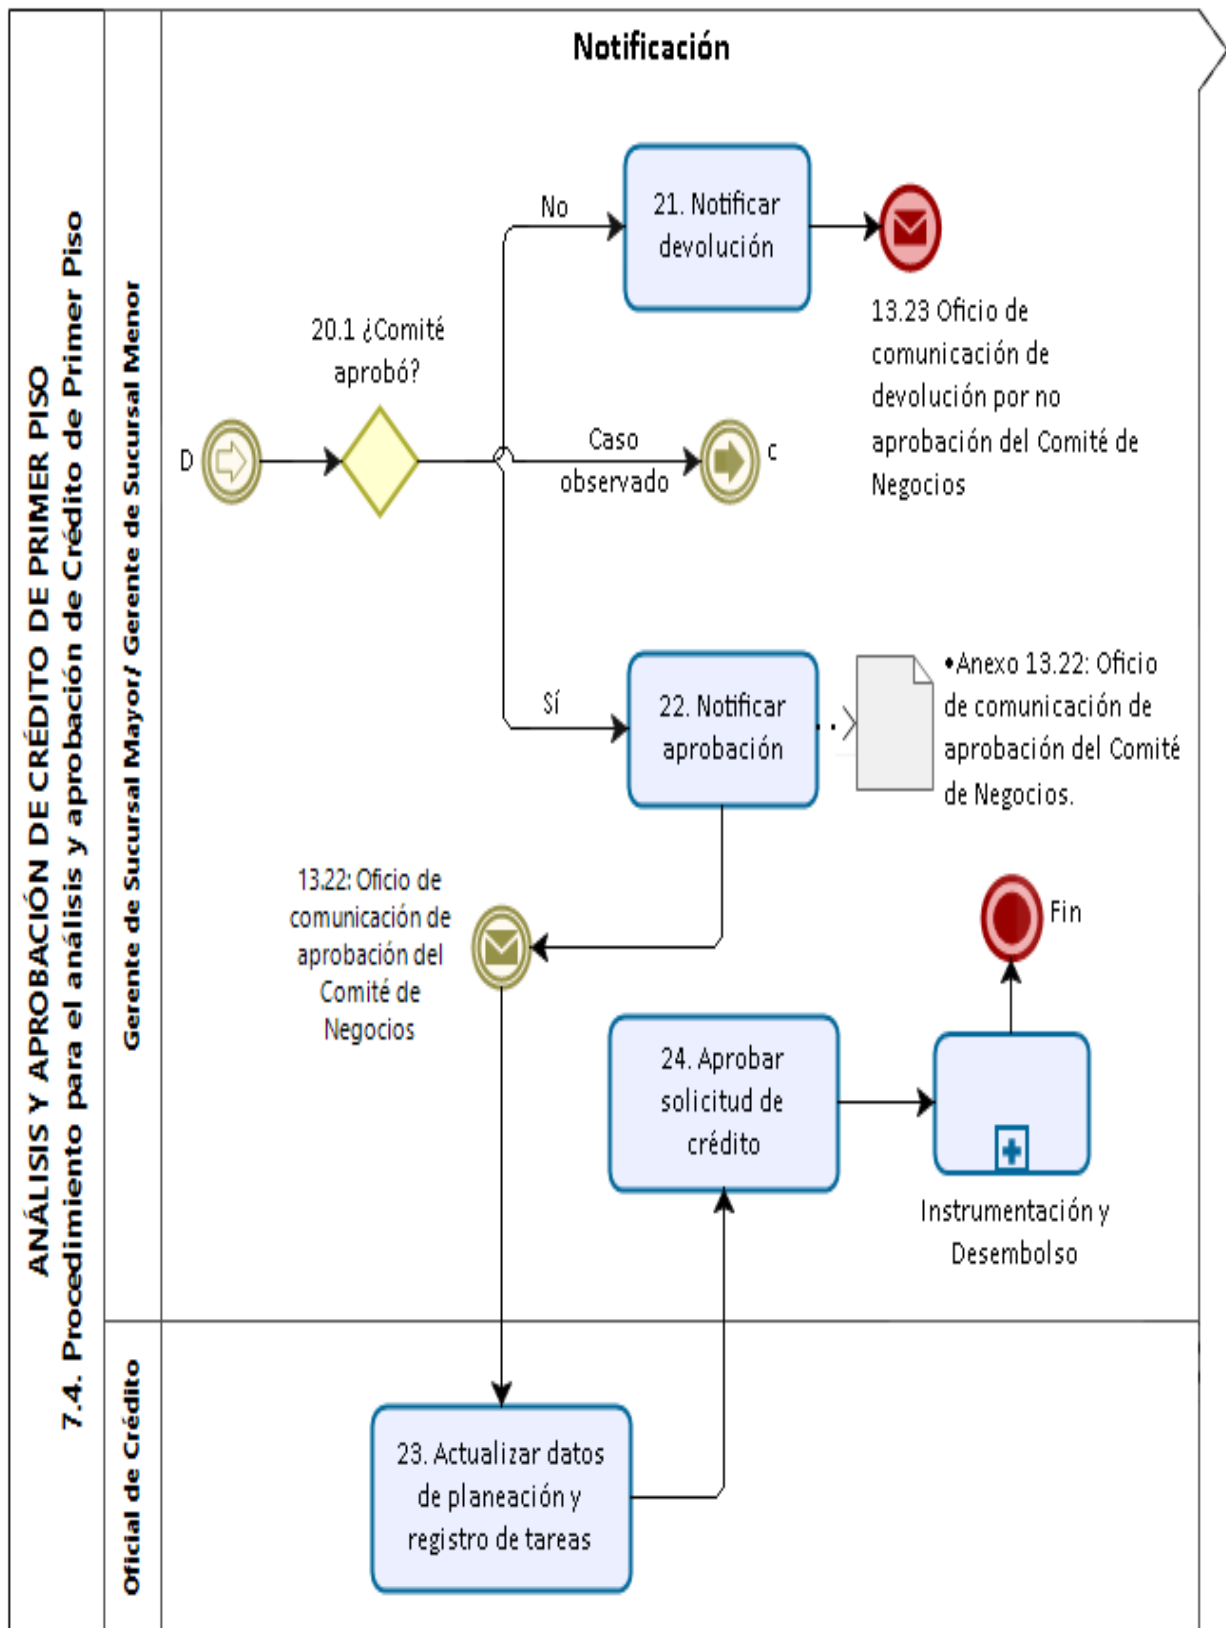 ANÁLISIS Y APROBACIÓN DE CRÉDITO DE PRIMER PISO
7.4. Procedimiento para el análisis y aprobación de Crédito de Primer Piso
Gerente de Sucursal Mayor/ Gerente de Sucursal Menor
Notificación
No
21. Notificar
devolución
13.23 Oficio de
comunicación de
devolución por no
aprobación del Comité de
Negocios
20.1 ¿Comité
aprobó?
D
Caso
observado
c
Sí
22. Notificar
aprobación
•Anexo 13.22: Oficio
de comunicación de
aprobación del Comité
de Negocios.
13.22: Oficio de
comunicación de
aprobación del
Comité de
Negocios
Fin
24. Aprobar
solicitud de
crédito
Instrumentación y
Desembolso
Oficial de Crédito
23. Actualizar datos
de planeación y
registro de tareas